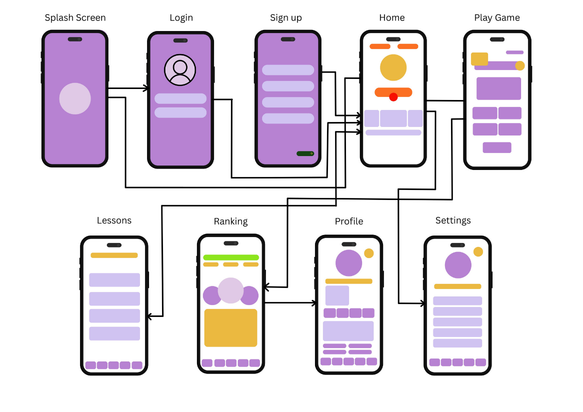 Splash Screen
Login
Sign up
Home
Play Game
Lessons
Ranking
Profile
Settings